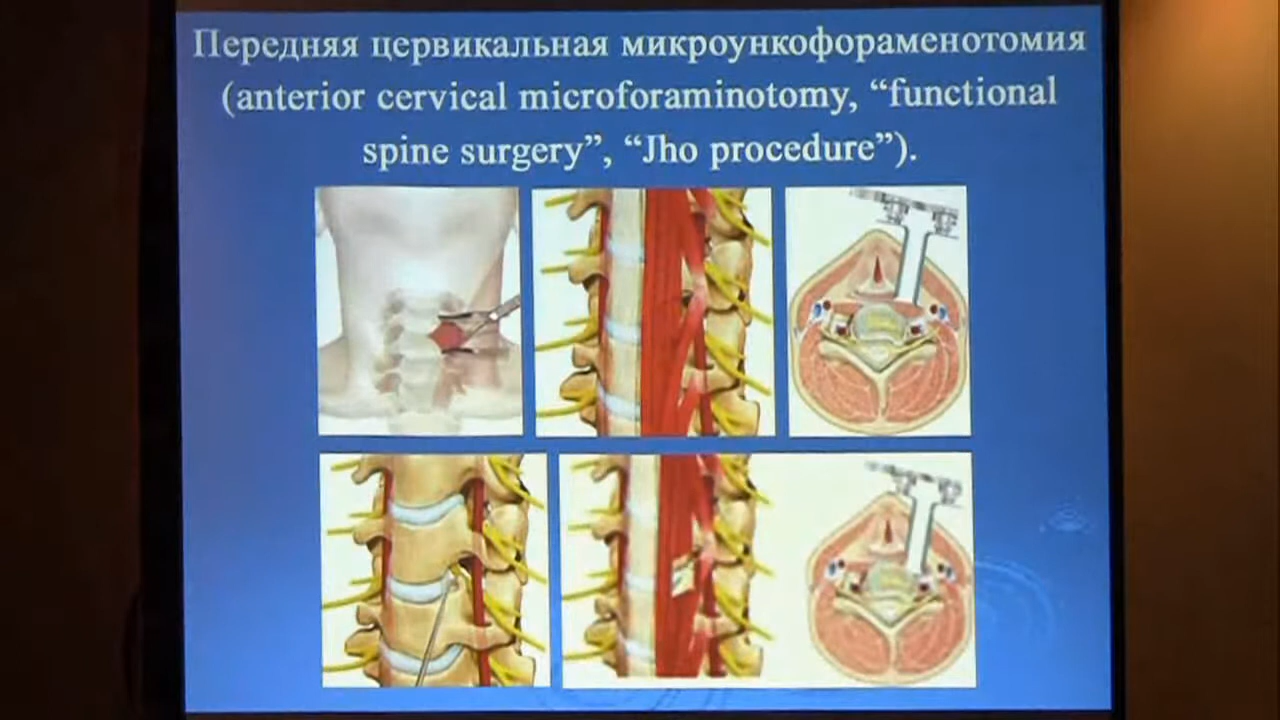 Передняя цервикальная микроункофораменотомия
(anterior cervical microforaminotomy, “functional
spine surgery”, “Jho procedure”).